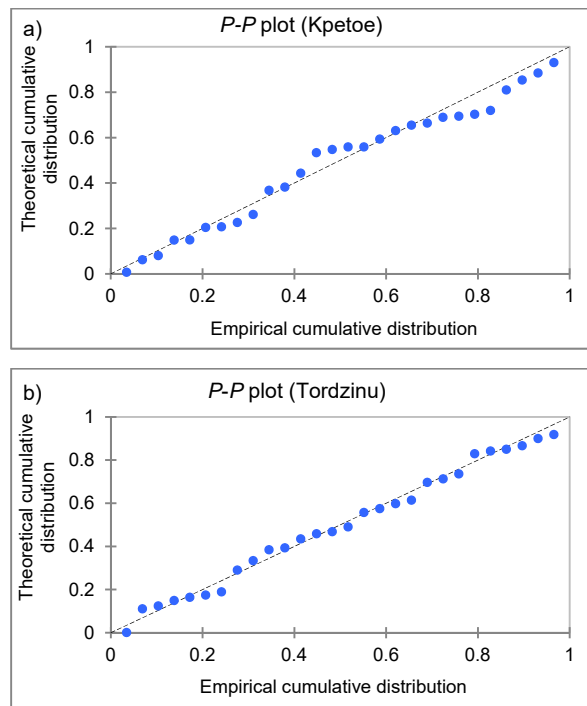 a) P-P plot (Kpetoe)
Theoretical cumulative
distribution
1
0.8
0.6
0.4
0.2
0
0 0.2 0.4 0.6 0.8 1
Empirical cumulative distribution
b) P-P plot (Tordzinu)
Theoretical cumulative
distribution
1
0.8
0.6
0.4
0.2
0
0 0.2 0.4 0.6 0.8 1
Empirical cumulative distribution